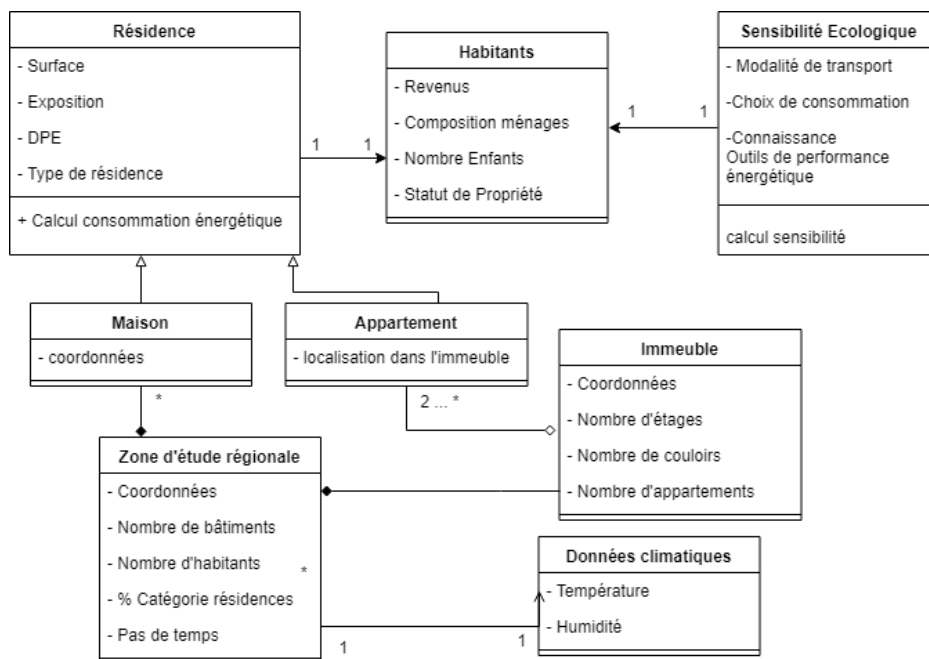 Résidence
- Surface
- Exposition
- DPE
- Type de résidence
+ Calcul consommation énergétique
1
1
Habitants
- Revenus
- Composition ménages
- Nombre Enfants
- Statut de Propriété
1
1
Sensibilité Ecologique
- Modalité de transport
-Choix de consommation
-Connaissance
Outils de performance
énergétique
calcul sensibilité
Maison
- coordonnées
*
Appartement
- localisation dans l'immeuble
2 ... *
Immeuble
- Coordonnées
- Nombre d'étages
- Nombre de couloirs
- Nombre d'appartements
Zone d'étude régionale
- Coordonnées
- Nombre de bâtiments
- Nombre d'habitants
*
- % Catégorie résidences
- Pas de temps
1
1
Données climatiques
- Température
- Humidité